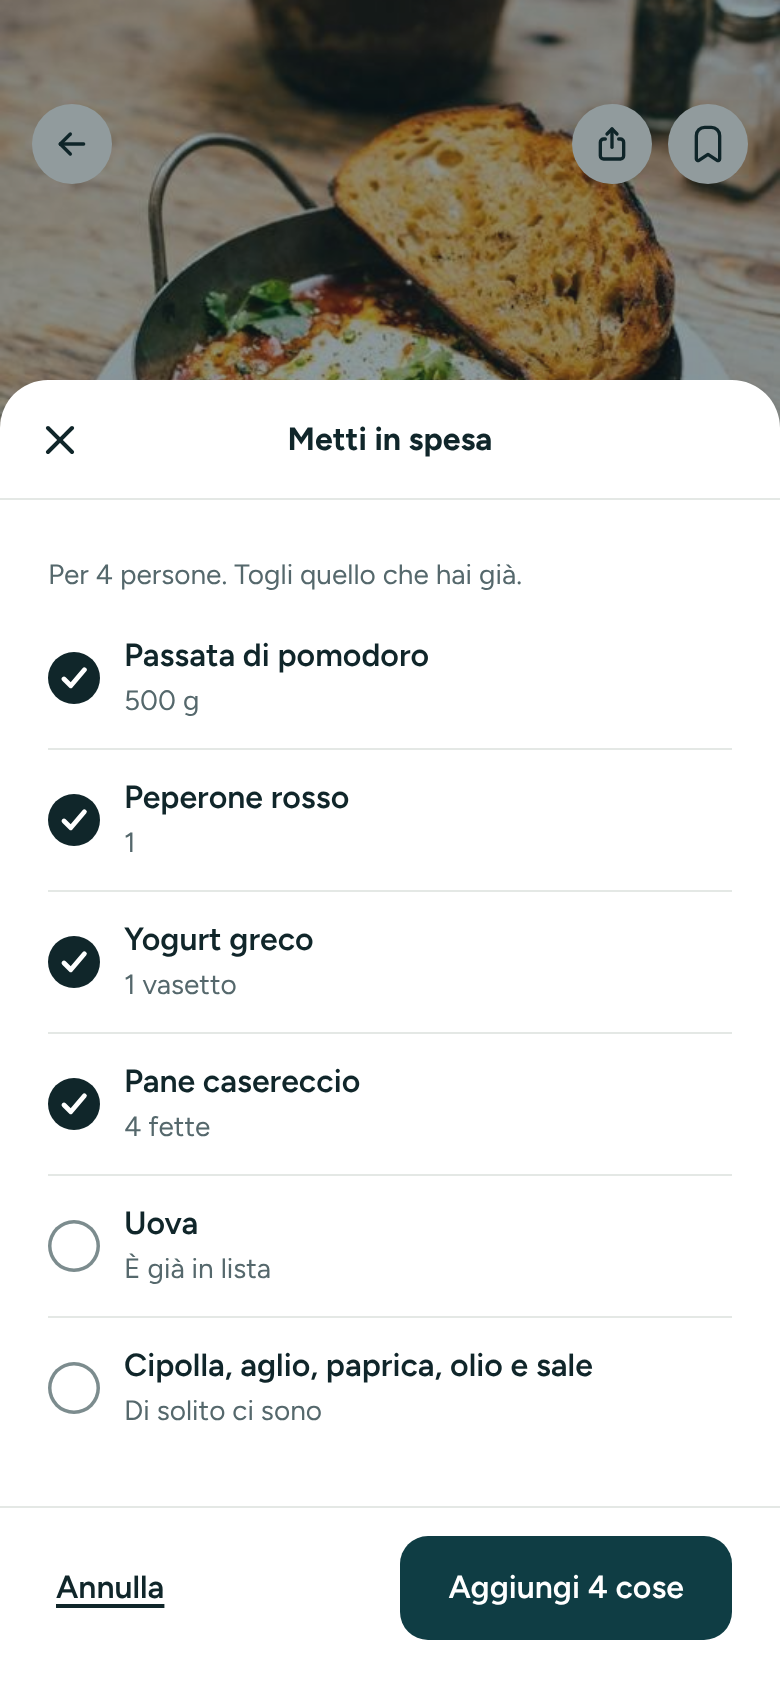 Metti in spesa
Per 4 persone. Togli quello che hai già.
Passata di pomodoro
500 g
Peperone rosso
1
Yogurt greco
1 vasetto
Pane casereccio
4 fette
Uova
È già in lista
Cipolla, aglio, paprica, olio e sale
Di solito ci sono
Annulla
Aggiungi 4 cose